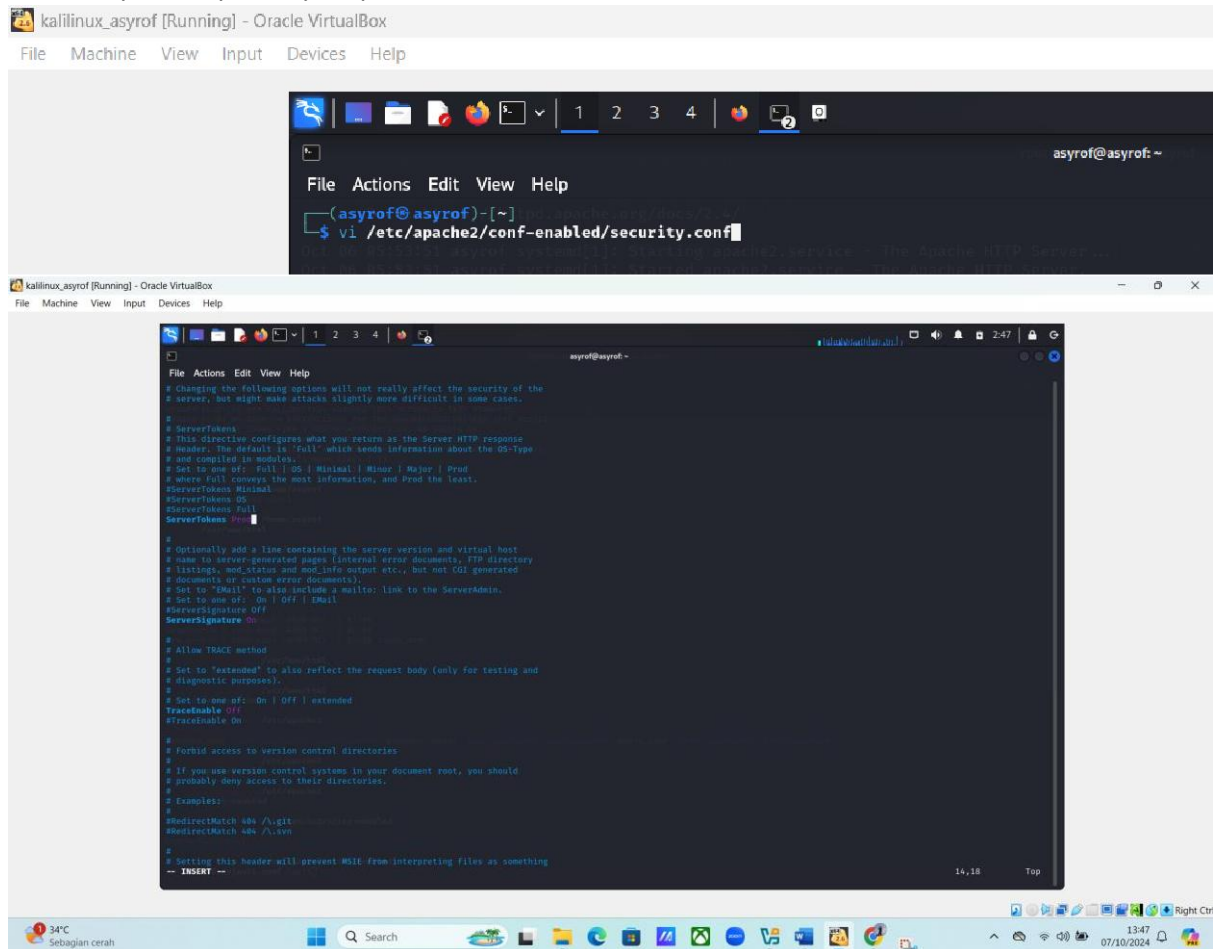 kalilinux_asyrof [Running] - Oracle VirtualBox
File Machine View Input Devices Help
1 2 3 4
2
asyrof@asyrof: ~
File Actions Edit View Help
(asyrof㉿asyrof)-[~]
$ vi /etc/apache2/conf-enabled/security.conf
kalilinux_asyrof [Running] - Oracle VirtualBox
File Machine View Input Devices Help
1 2 3 4
2
2:47
asyrof@asyrof: ~
File Actions Edit View Help
# Changing the following options will not really affect the security of the
# server, but might make attacks slightly more difficult in some cases.
#
# ServerTokens
# This directive configures what you return as the Server HTTP response
# Header. The default is 'Full' which sends information about the OS-Type
# and compiled in modules.
# Set to one of: Full | OS | Minimal | Minor | Major | Prod
# where Full conveys the most information, and Prod the least.
#ServerTokens Minimal
#ServerTokens OS
#ServerTokens Full
ServerTokens Prod
#
# Optionally add a line containing the server version and virtual host
# name to server-generated pages (internal error documents, FTP directory
# listings, mod_status and mod_info output etc., but not CGI generated
# documents or custom error documents).
# Set to "EMail" to also include a mailto: link to the ServerAdmin.
# Set to one of: On | Off | EMail
#ServerSignature Off
ServerSignature On
#
# Allow TRACE method
#
# Set to "extended" to also reflect the request body (only for testing and
# diagnostic purposes).
#
# Set to one of: On | Off | extended
TraceEnable Off
#TraceEnable On
#
# Forbid access to version control directories
#
# If you use version control systems in your document root, you should
# probably deny access to their directories.
#
# Examples:
#
#RedirectMatch 404 /\.git
#RedirectMatch 404 /\.svn
#
# Setting this header will prevent MSIE from interpreting files as something
-- INSERT --
14,18 Top
Right Ctrl
34°C
Sebagian cerah
Search
13:47
07/10/2024